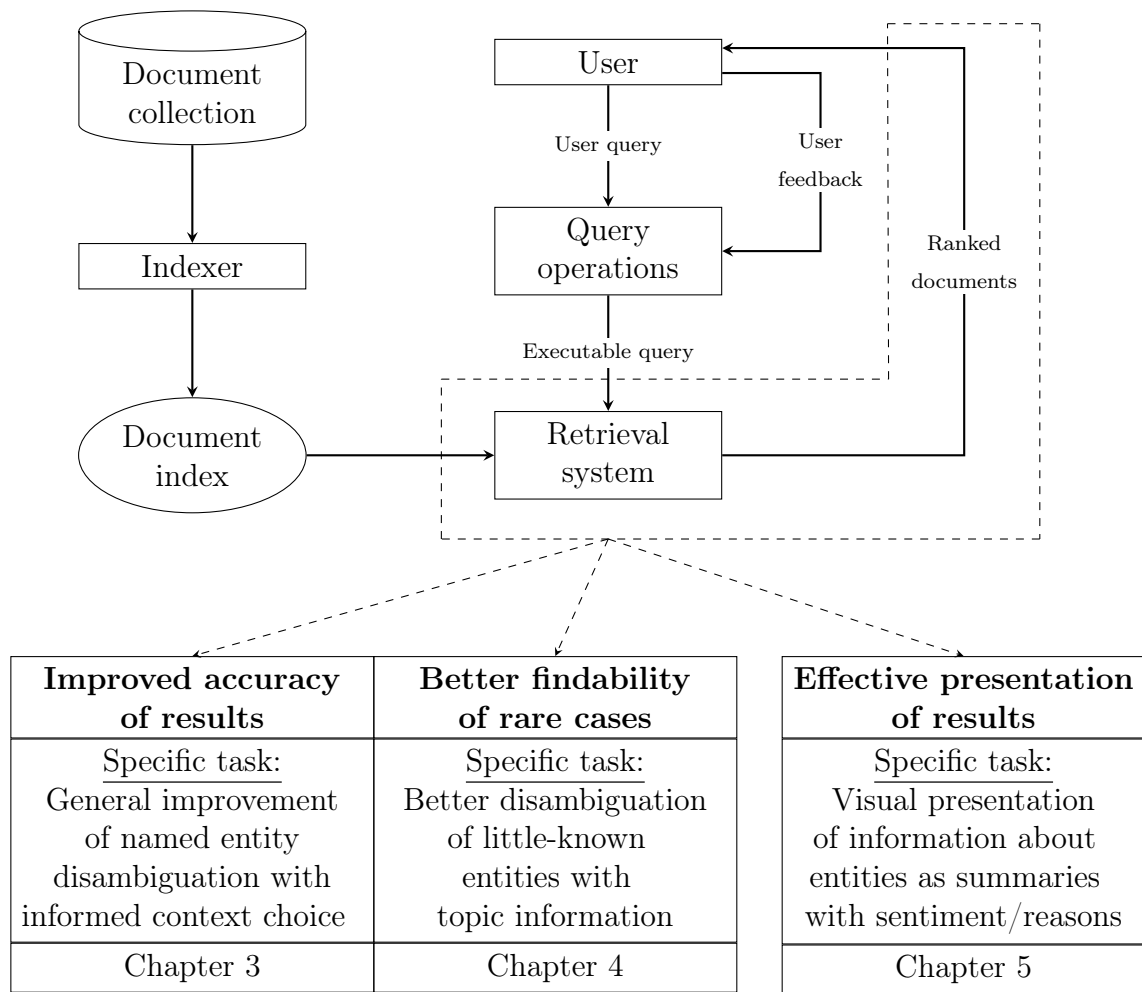 Document
collection
User
User query
User
feedback
Query
operations
Ranked
documents
Indexer
Executable query
Document
index
Retrieval
system
Improved accuracy
of results
Specific task:
General improvement
of named entity
disambiguation with
informed context choice
Chapter 3
Better findability
of rare cases
Specific task:
Better disambiguation
of little-known
entities with
topic information
Chapter 4
Effective presentation
of results
Specific task:
Visual presentation
of information about
entities as summaries
with sentiment/reasons
Chapter 5